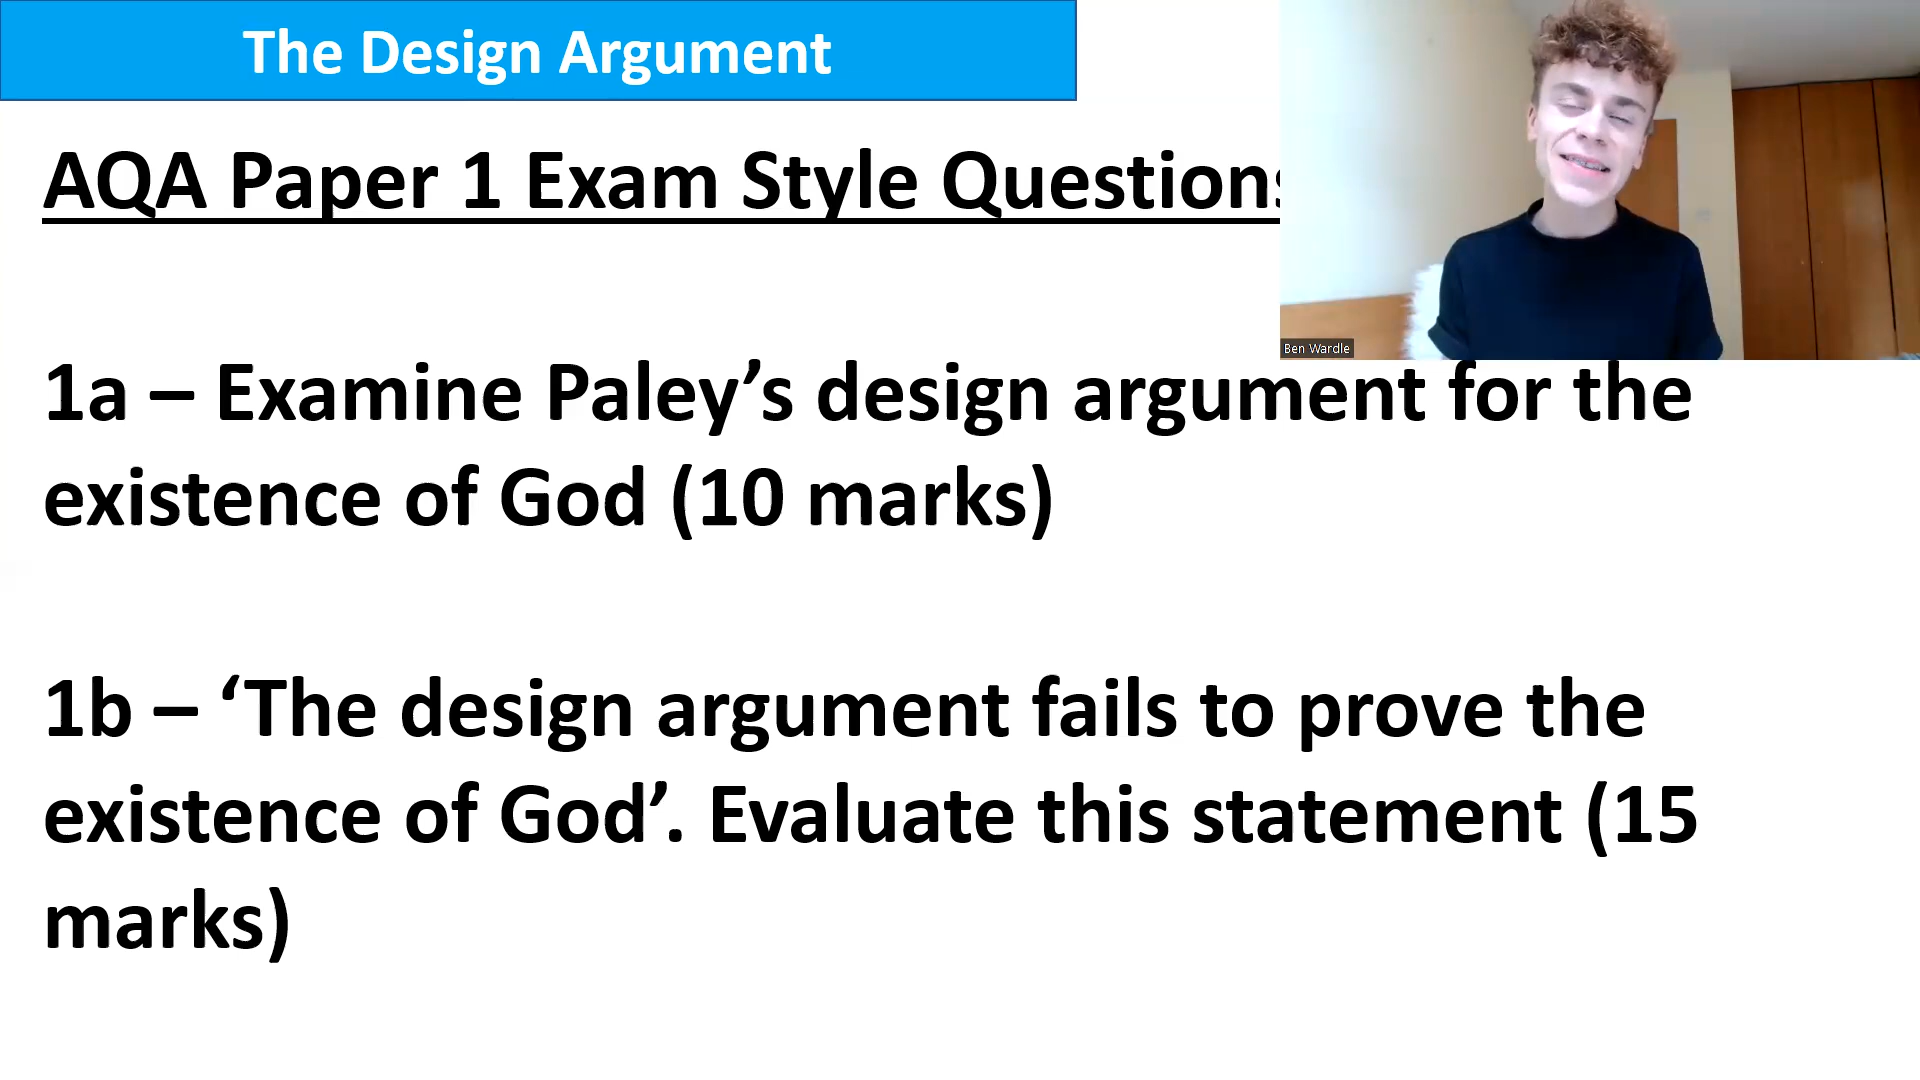 The Design Argument
AQA Paper 1 Exam Style Questions
Ben Wardle
1a – Examine Paley’s design argument for the
existence of God (10 marks)
1b – ‘The design argument fails to prove the
existence of God’. Evaluate this statement (15
marks)